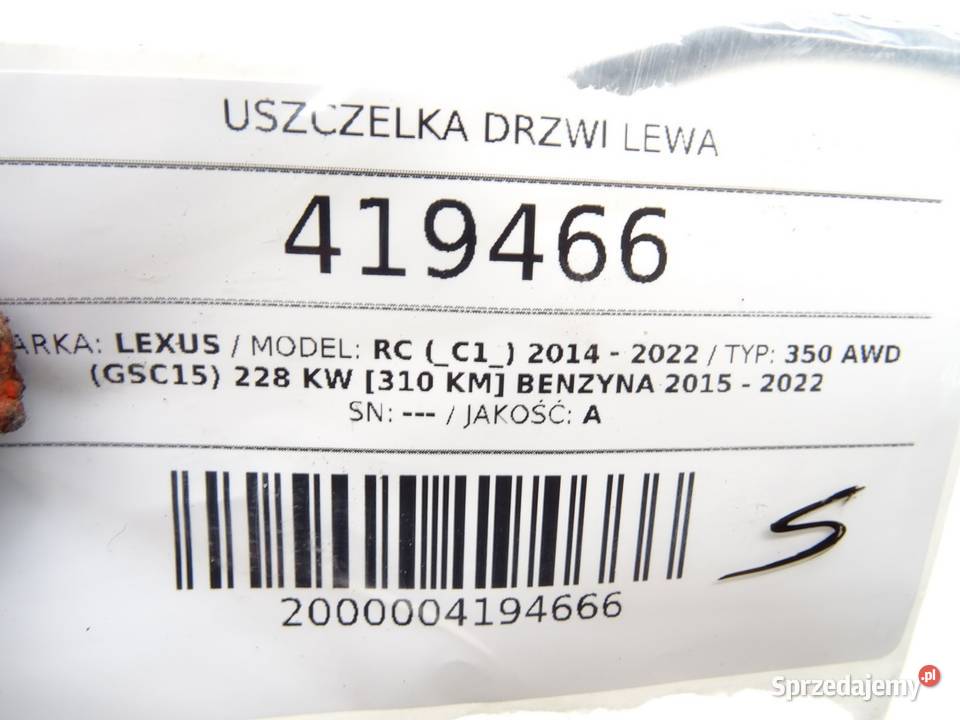 USZCZELKA DRZWI LEWA
419466
ARKA: LEXUS / MODEL: RC (_C1_) 2014 - 2022 / TYP: 350 AWD
(GSC15) 228 KW [310 KM] BENZYNA 2015 - 2022
SN: --- / JAKOŚĆ: A
S
2000004194666
Sprzedajemy.pl